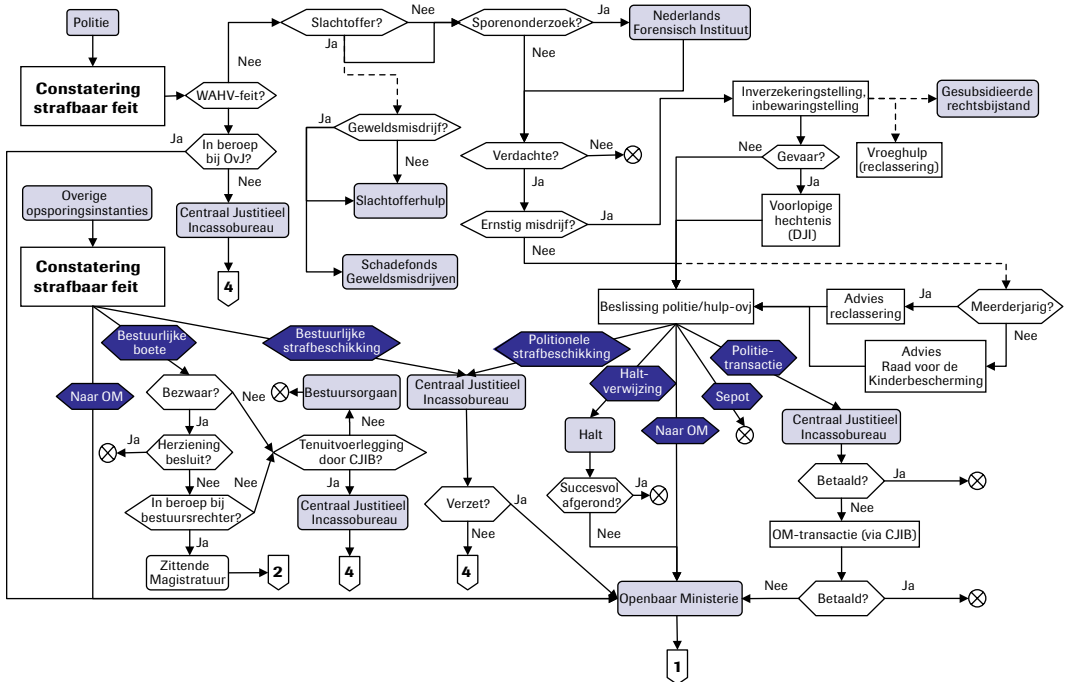 Politie
Constatering
strafbaar feit
WAHV-feit?
Nee
Ja
Slachtoffer?
Nee
Ja
Sporenonderzoek?
Ja
Nee
Nederlands
Forensisch Instituut
In beroep
bij OvJ?
Nee
Centraal Justitieel
Incassobureau
4
Ja
Geweldsmisdrijf?
Nee
Slachtofferhulp
Schadefonds
Geweldsmisdrijven
Verdachte?
Nee
Ja
Ernstig misdrijf?
Ja
Nee
Inverzekeringstelling,
inbewaringstelling
Gesubsidieerde
rechtsbijstand
Vroeghulp
(reclassering)
Nee
Gevaar?
Ja
Voorlopige
hechtenis
(DJI)
Overige
opsporingsinstanties
Constatering
strafbaar feit
Beslissing politie/hulp-ovj
Advies
reclassering
Ja
Meerderjarig?
Nee
Advies
Raad voor de
Kinderbescherming
Bestuurlijke
boete
Bestuurlijke
strafbeschikking
Politionele
strafbeschikking
Halt-
verwijzing
Politie-
transactie
Sepot
Naar OM
Naar OM
Bezwaar?
Nee
Ja
Bestuursorgaan
Nee
Centraal Justitieel
Incassobureau
Halt
Centraal Justitieel
Incassobureau
Ja
Herziening
besluit?
Nee
Nee
Tenuitvoerlegging
door CJIB?
Ja
In beroep bij
bestuursrechter?
Ja
Centraal Justitieel
Incassobureau
Verzet?
Ja
Nee
Succesvol
afgerond?
Ja
Nee
Betaald?
Ja
Nee
OM-transactie (via CJIB)
Zittende
Magistratuur
2
4
4
Openbaar Ministerie
Nee
Betaald?
Ja
1